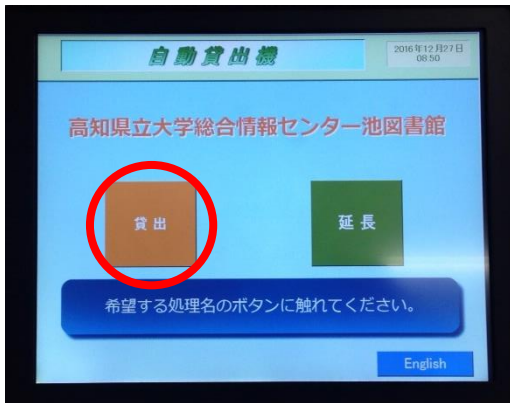 自動貸出機
2016年12月27日
08:50
高知県立大学総合情報センター池図書館
貸出
延長
希望する処理名のボタンに触れてください。
English